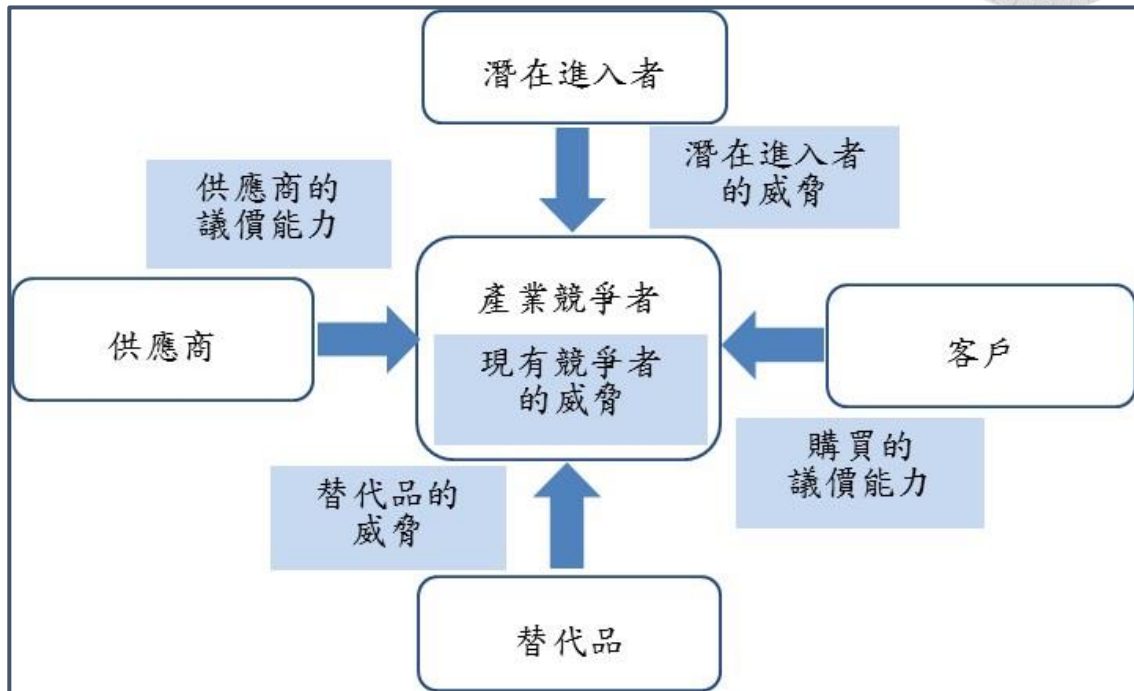 潛在進入者
潛在進入者
的威脅
供應商的
議價能力
產業競爭者
供應商
現有競爭者
的威脅
客戶
購買的
議價能力
替代品的
威脅
替代品